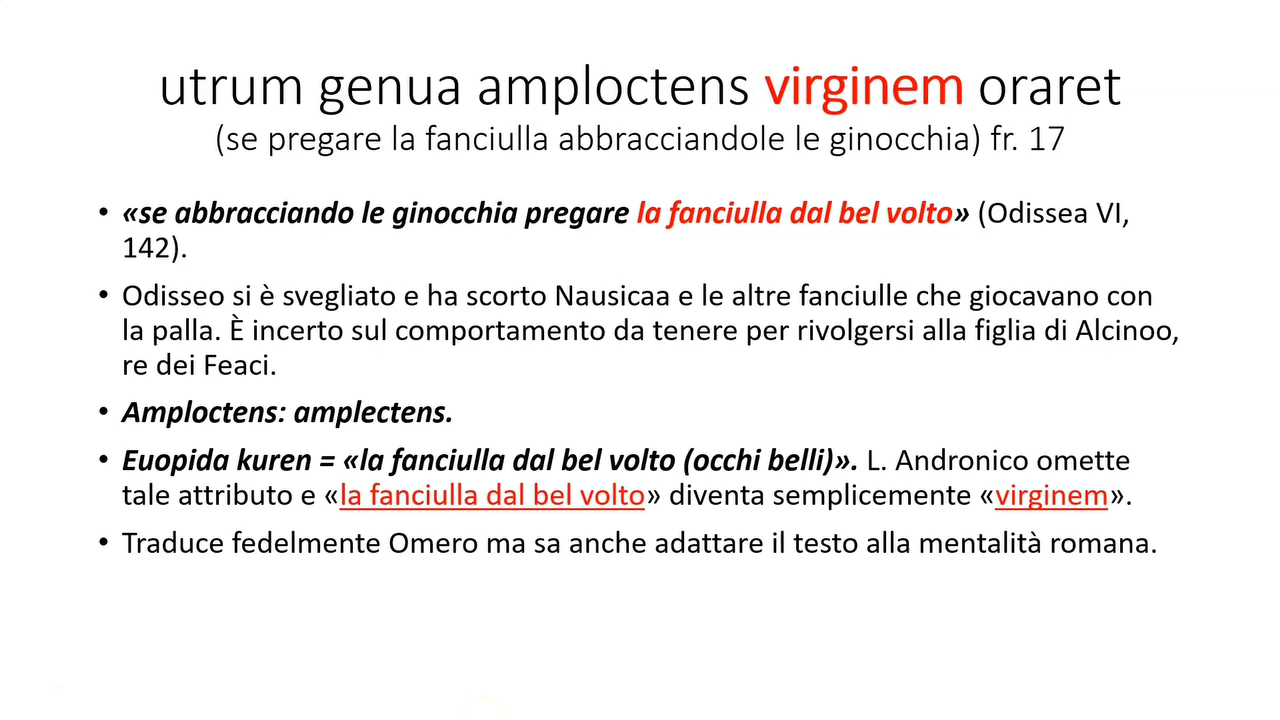 utrum genua amploctens virginem oraret
(se pregare la fanciulla abbracciandole le ginocchia) fr. 17
• «se abbracciando le ginocchia pregare la fanciulla dal bel volto» (Odissea VI,
142).
• Odisseo si è svegliato e ha scorto Nausicaa e le altre fanciulle che giocavano con
la palla. È incerto sul comportamento da tenere per rivolgersi alla figlia di Alcinoo,
re dei Feaci.
• Amploctens: amplectens.
• Euopida kuren = «la fanciulla dal bel volto (occhi belli)». L. Andronico omette
tale attributo e «la fanciulla dal bel volto» diventa semplicemente «virginem».
• Traduce fedelmente Omero ma sa anche adattare il testo alla mentalità romana.